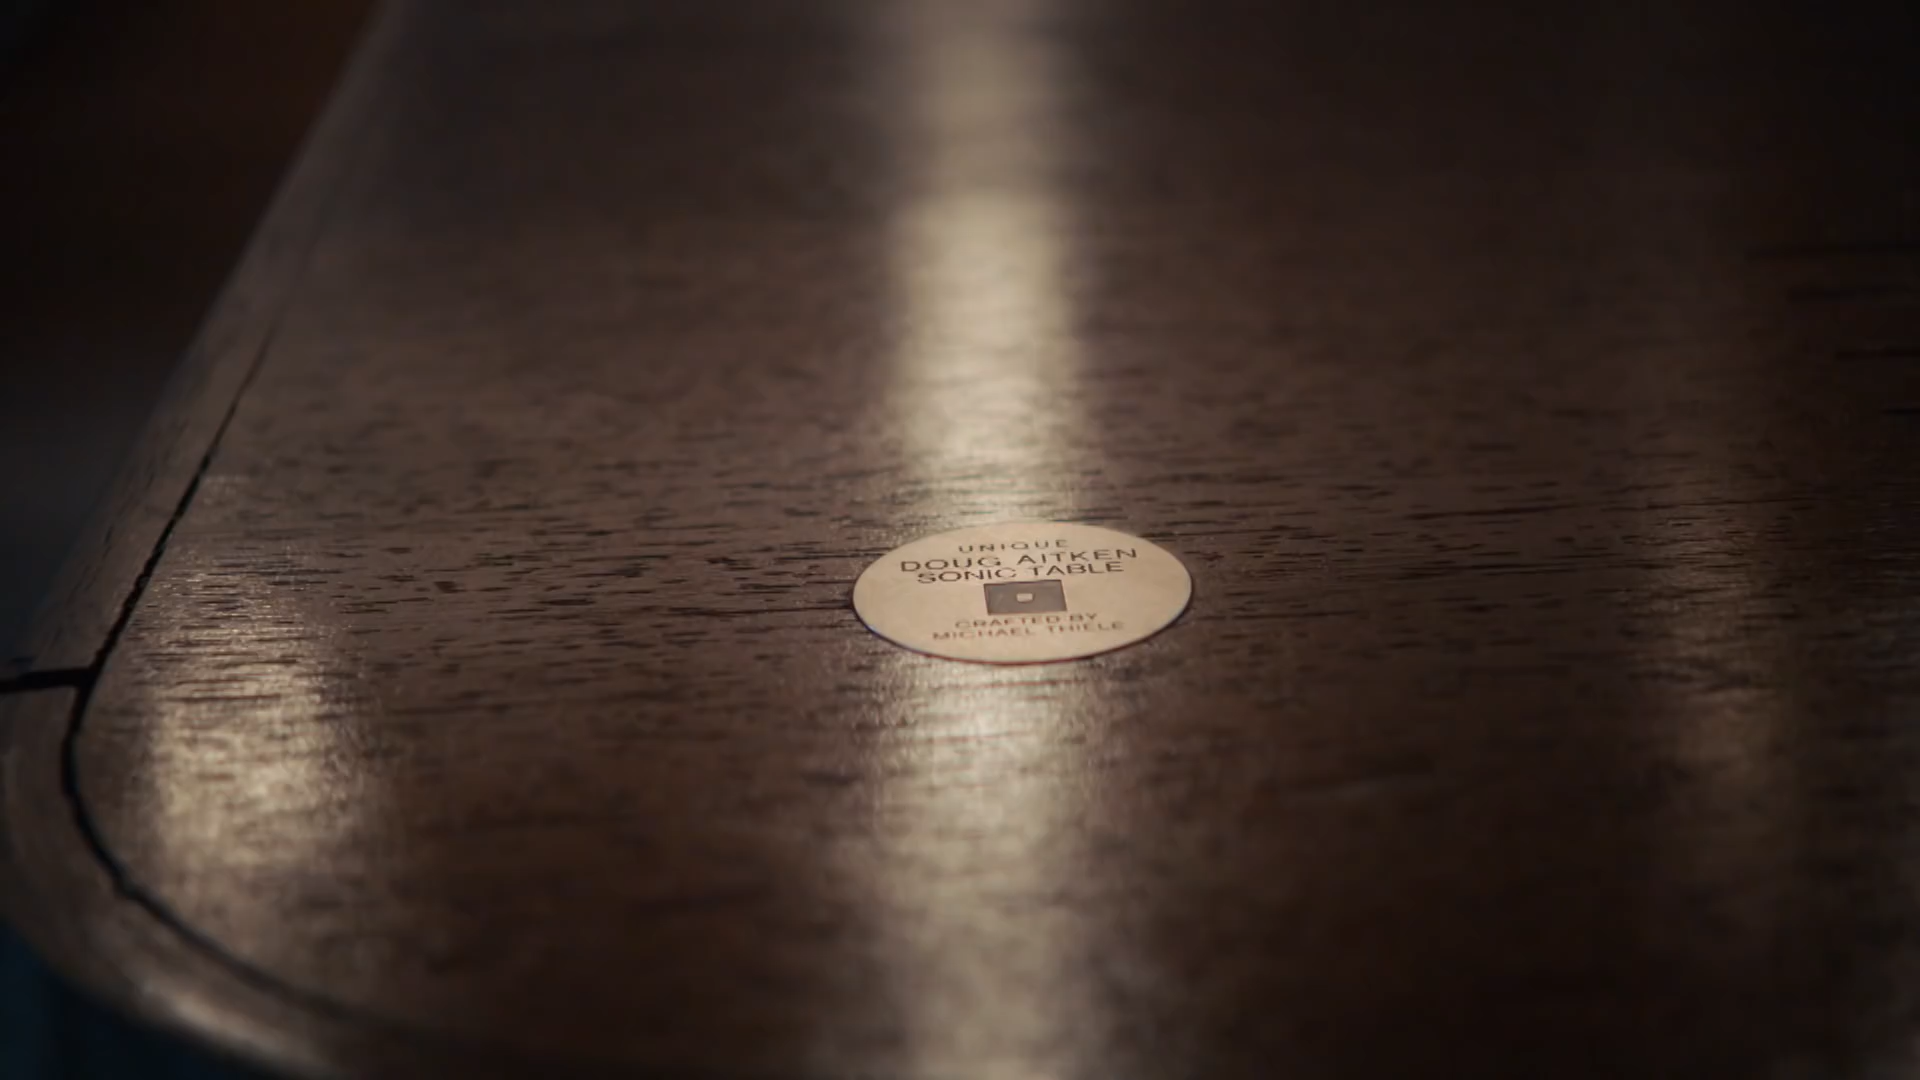 UNIQUE
DOUG AITKEN
SONIC TABLE
CRAFTED BY
MICHAEL THIELE